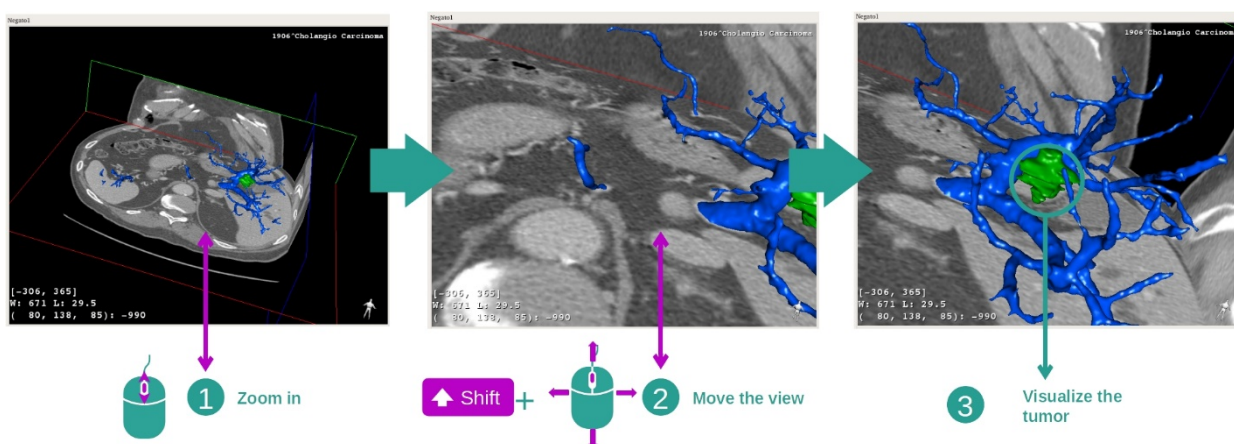 Negato1
1906^Cholangio Carcinoma
[-306, 365]
W: 671 L: 29.5
( 80, 138, 85): -990
Negato1
1906^Cholangio Carcinoma
[-306, 365]
W: 671 L: 29.5
( 80, 138, 85): -990
Negato1
1906^Cholangio Carcinoma
[-306, 365]
W: 671 L: 29.5
( 80, 138, 85): -990
1 Zoom in
Shift + 2 Move the view
3 Visualize the
tumor